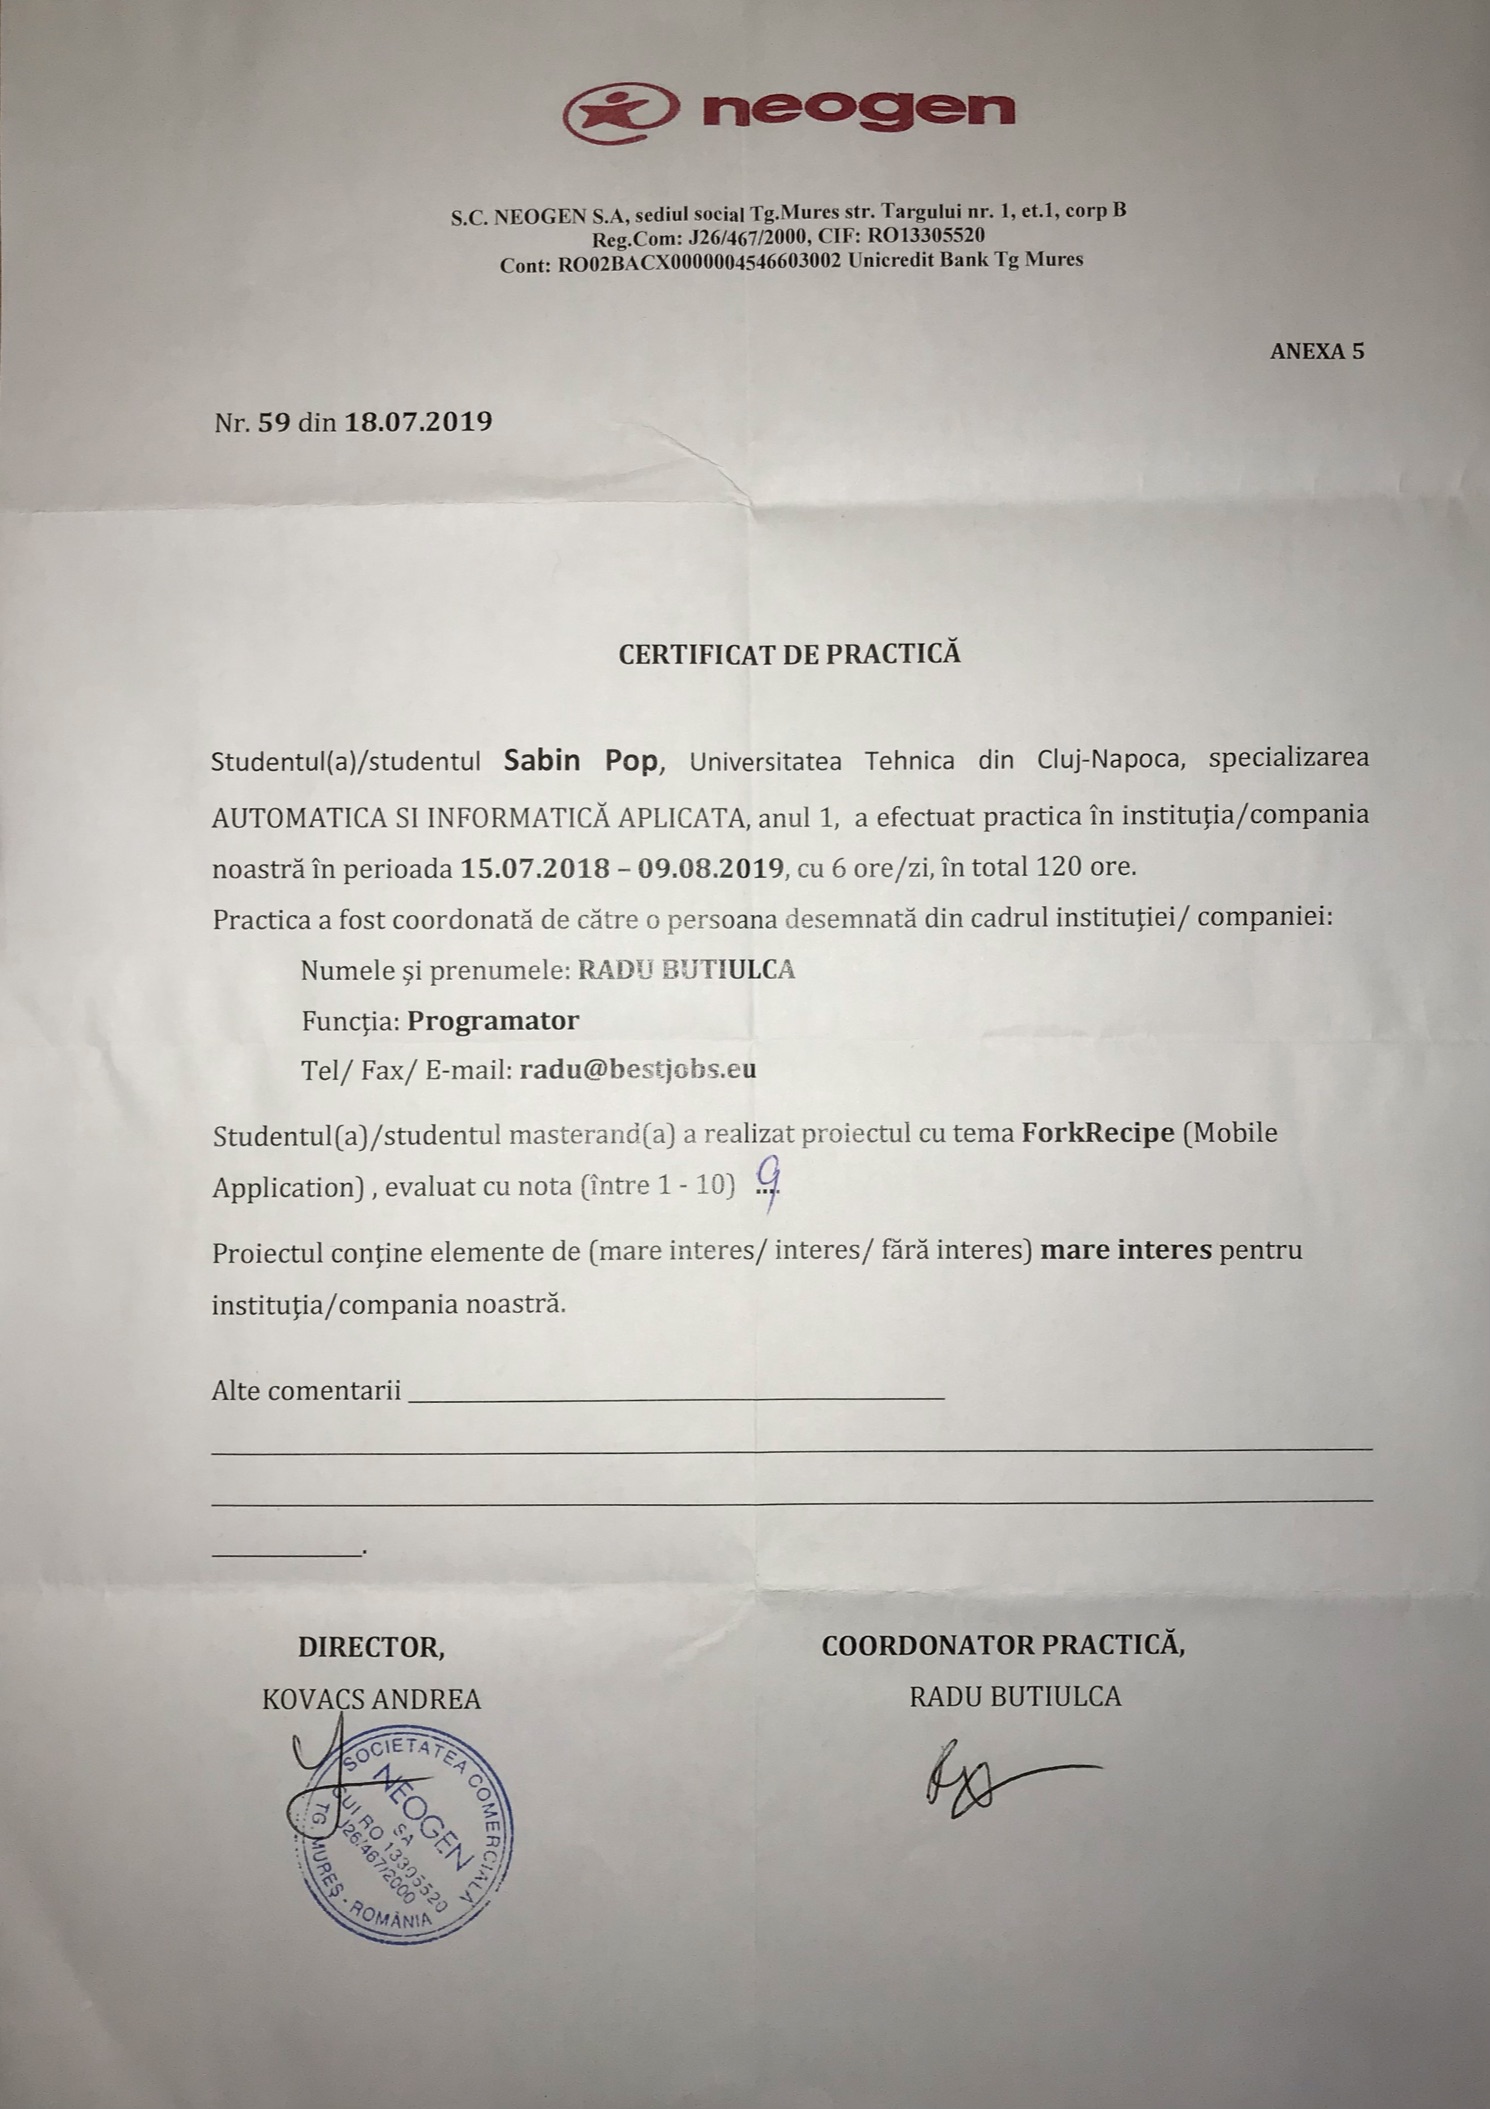 neogen
S.C. NEOGEN S.A, sediul social Tg.Mures str. Targului nr. 1, et.1, corp B
Reg.Com: J26/467/2000, CIF: RO13305520
Cont: RO02BACX0000004546603002 Unicredit Bank Tg Mures
ANEXA 5
Nr. 59 din 18.07.2019
CERTIFICAT DE PRACTICĂ
Studentul(a)/studentul Sabin Pop, Universitatea Tehnica din Cluj-Napoca, specializarea
AUTOMATICA SI INFORMATICĂ APLICATA, anul 1, a efectuat practica în instituţia/compania
noastră în perioada 15.07.2018 – 09.08.2019, cu 6 ore/zi, în total 120 ore.
Practica a fost coordonată de către o persoana desemnată din cadrul instituţiei/ companiei:
Numele şi prenumele: RADU BUTIULCA
Funcţia: Programator
Tel/ Fax/ E-mail: radu@bestjobs.eu
Studentul(a)/studentul masterand(a) a realizat proiectul cu tema ForkRecipe (Mobile
Application) , evaluat cu nota (între 1 - 10) 9
Proiectul conţine elemente de (mare interes/ interes/ fără interes) mare interes pentru
instituţia/compania noastră.
Alte comentarii ______________________________________
__________________________________________________________________
__________________________________________________________________
___________.
DIRECTOR,
KOVACS ANDREA
COORDONATOR PRACTICĂ,
RADU BUTIULCA
SOCIETATEA COMERCIALA
NEOGEN
SA
CUI RO 13305520
J26/467/2000
TG. MUREŞ - ROMÂNIA